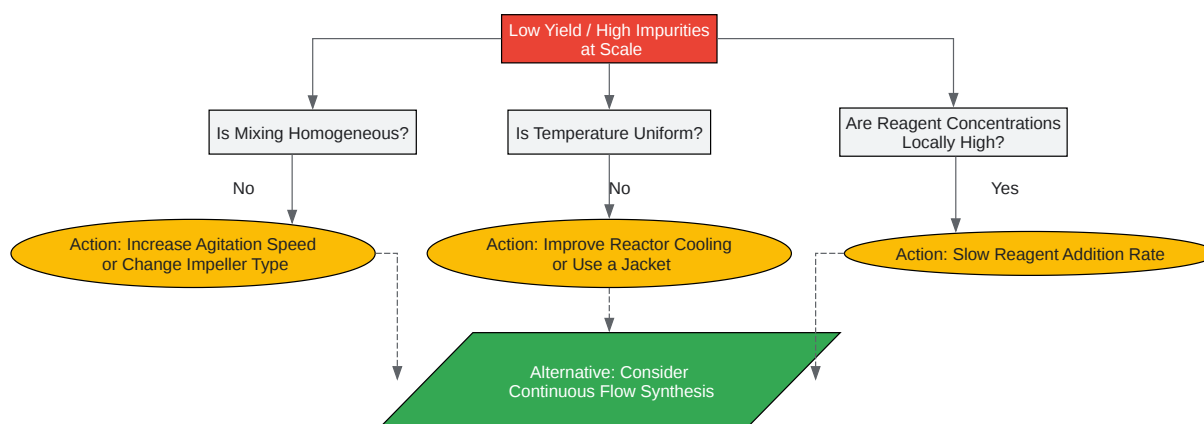 Low Yield / High Impurities
at Scale
Is Mixing Homogeneous?
Is Temperature Uniform?
Are Reagent Concentrations
Locally High?
No
No
Yes
Action: Increase Agitation Speed
or Change Impeller Type
Action: Improve Reactor Cooling
or Use a Jacket
Action: Slow Reagent Addition Rate
Alternative: Consider
Continuous Flow Synthesis